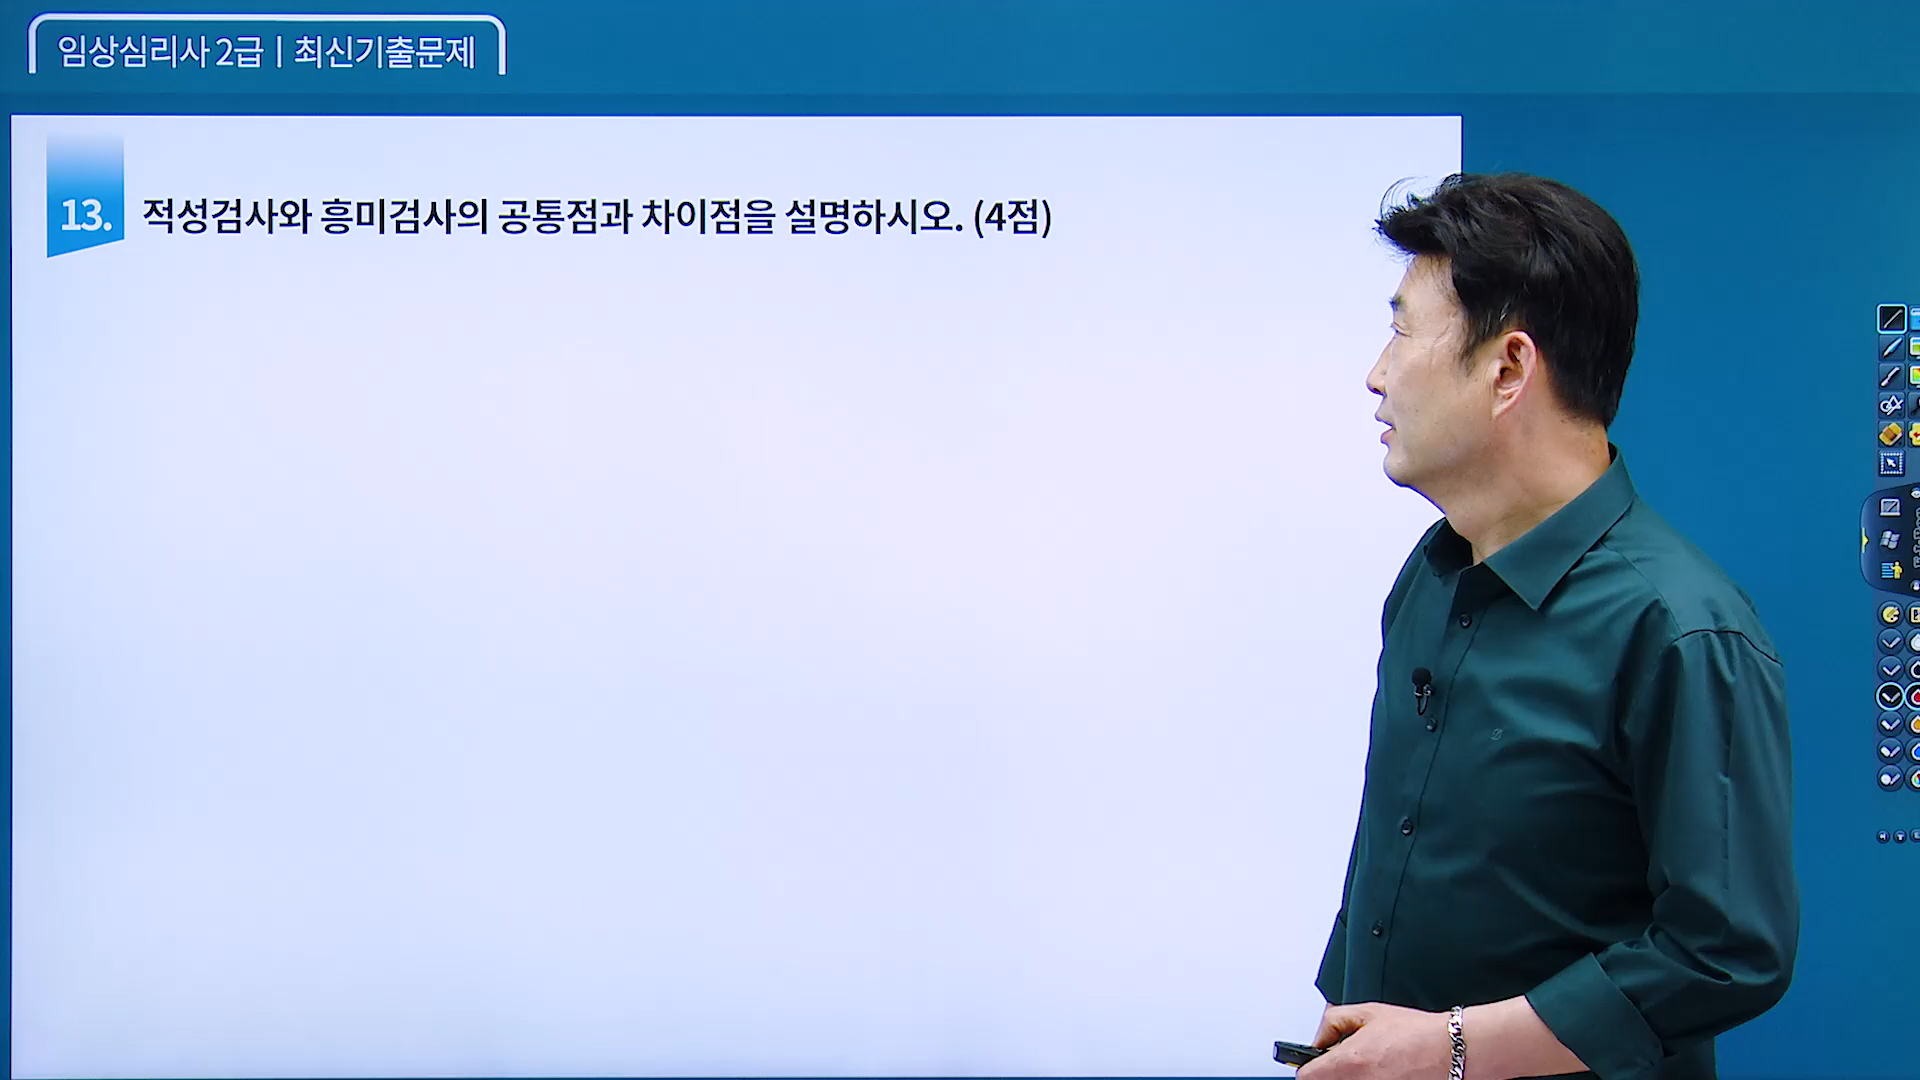 임상심리사 2급 | 최신기출문제
13. 적성검사와 흥미검사의 공통점과 차이점을 설명하시오. (4점)